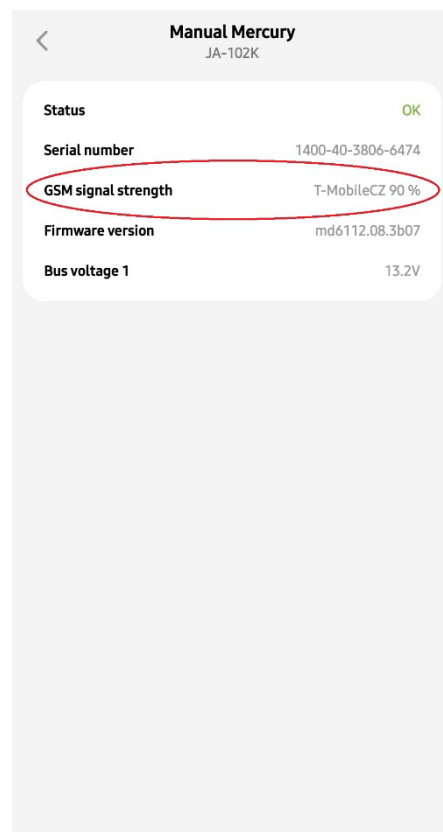 Manual Mercury
JA-102K
Status OK
Serial number 1400-40-3806-6474
GSM signal strength T-MobileCZ 90 %
Firmware version md6112.08.3b07
Bus voltage 1 13.2V